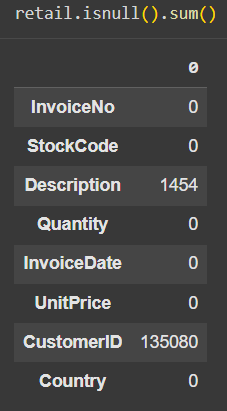 retail.isnull().sum()
0
InvoiceNo 0
StockCode 0
Description 1454
Quantity 0
InvoiceDate 0
UnitPrice 0
CustomerID 135080
Country 0